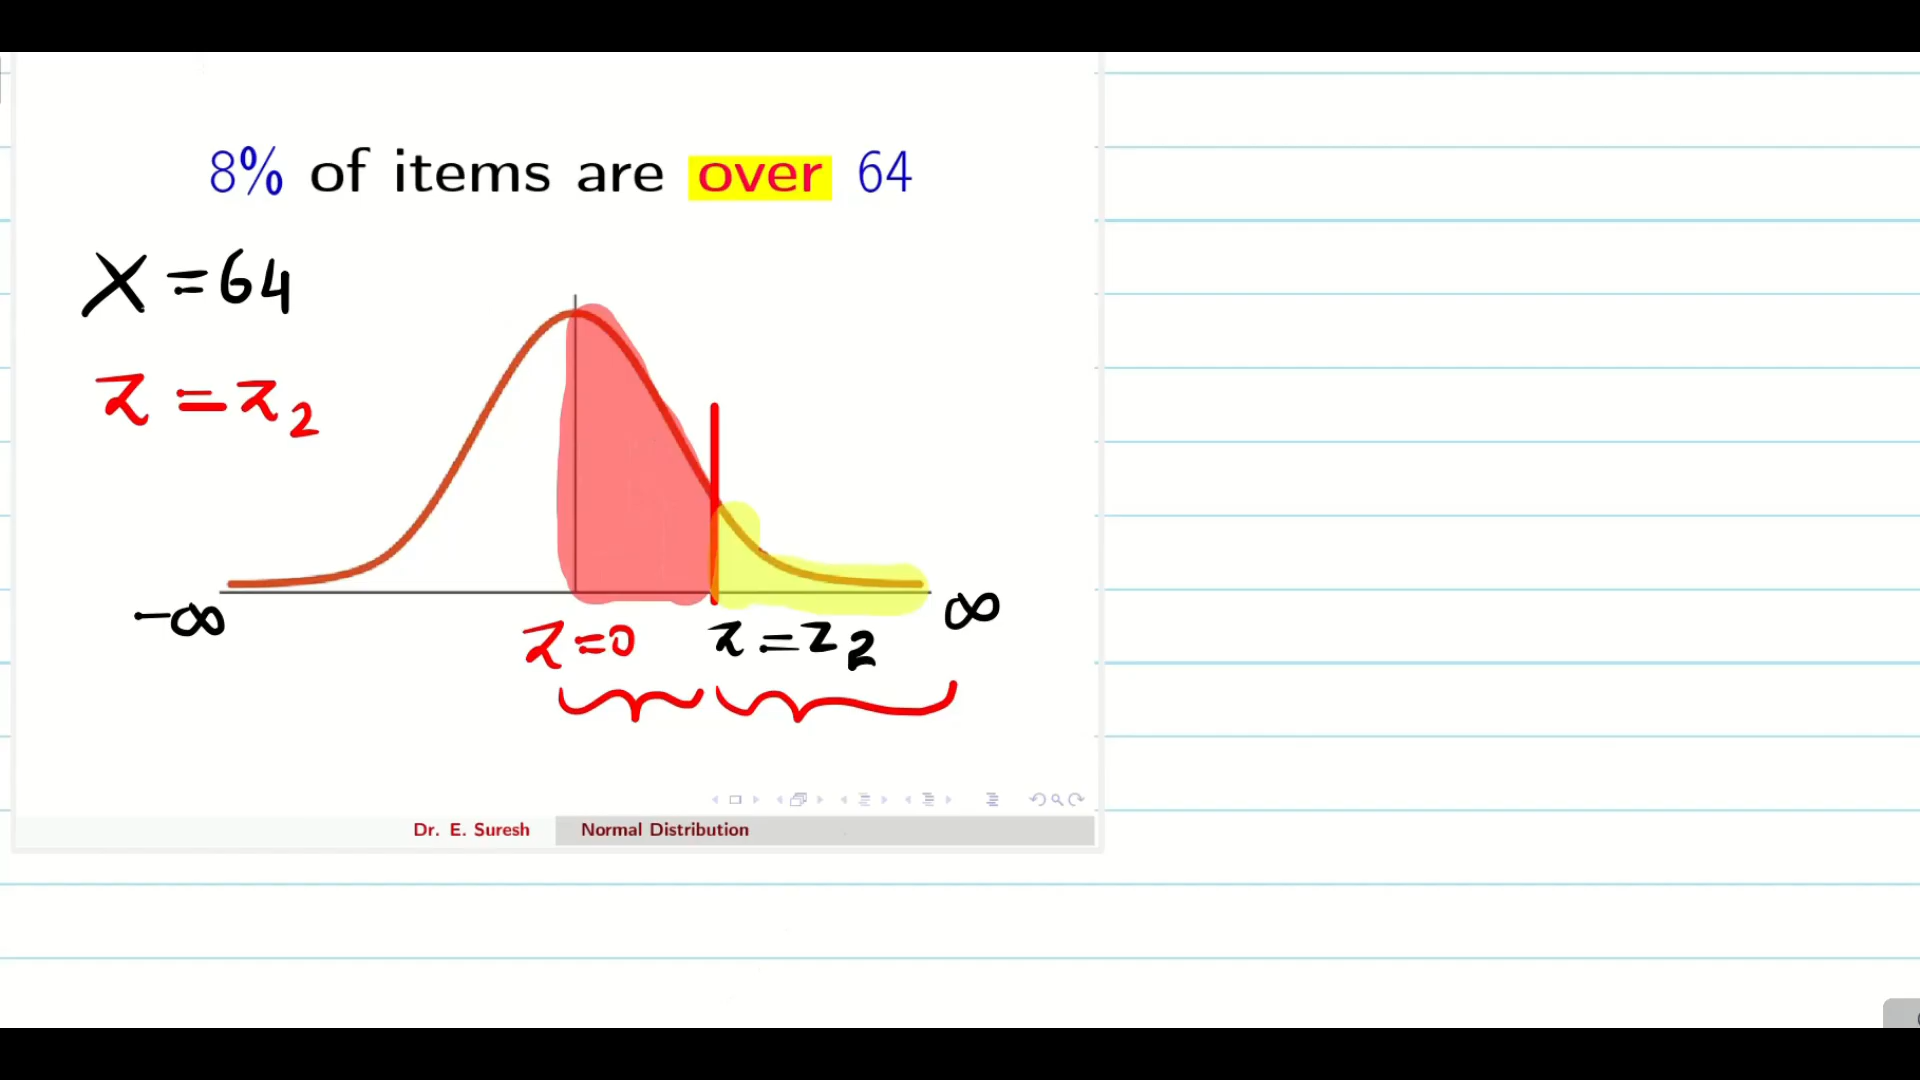 8% of items are over 64
X = 64
z = z2
-∞
∞
z = 0
z = z2
Dr. E. Suresh
Normal Distribution